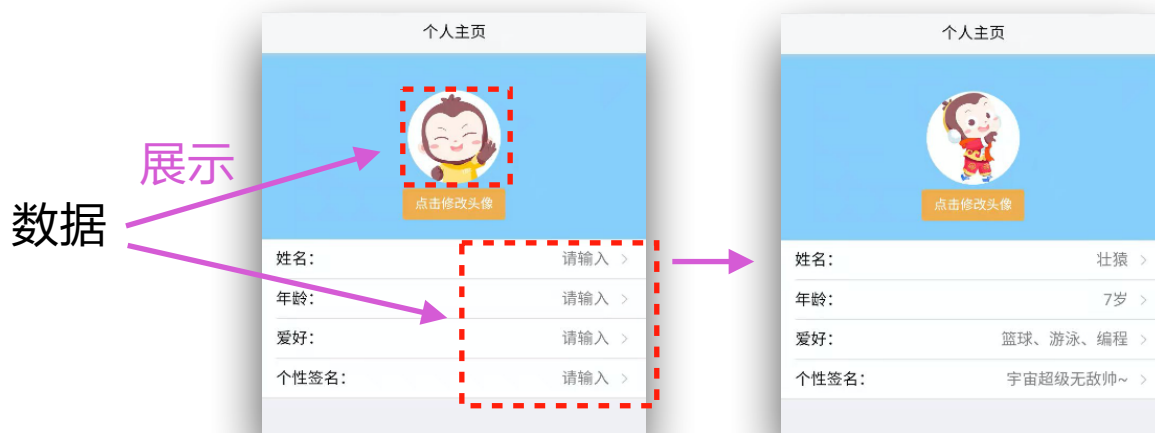 展示
数据
个人主页
点击修改头像
姓名：
请输入 >
年龄：
请输入 >
爱好：
请输入 >
个性签名：
请输入 >
个人主页
点击修改头像
姓名：
壮猿 >
年龄：
7岁 >
爱好：
篮球、游泳、编程 >
个性签名：
宇宙超级无敌帅~ >